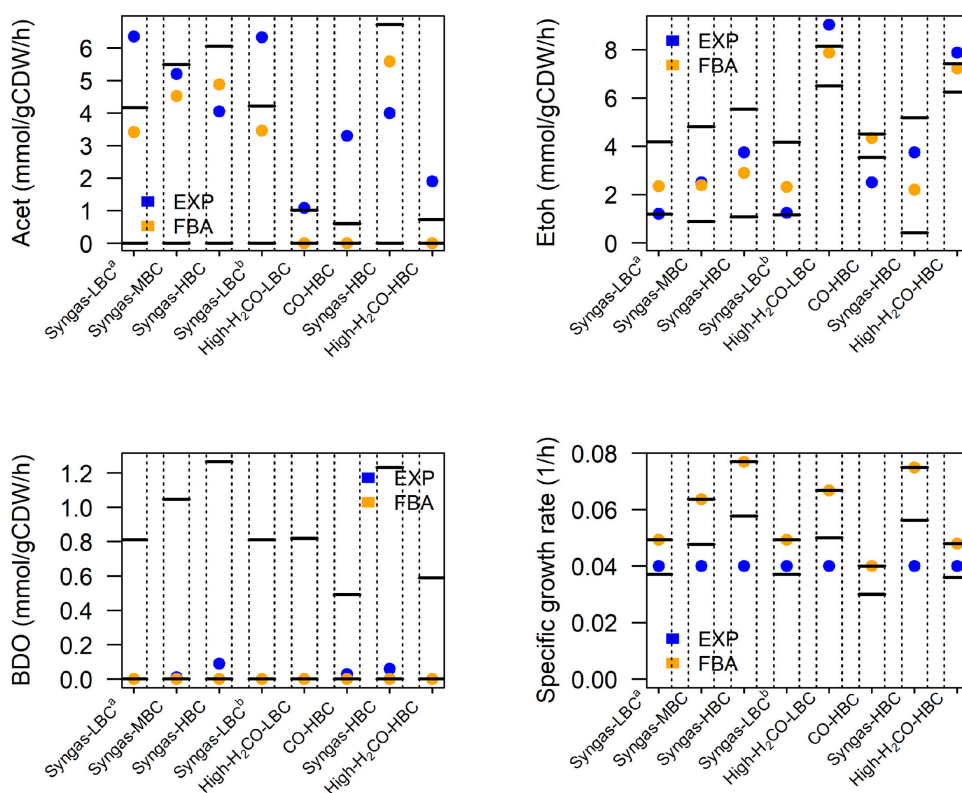 Acet (mmol/gCDW/h)
6
5
4
3
2
1
0
EXP
FBA
Syngas-LBCᵃ
Syngas-MBC
Syngas-HBC
Syngas-LBCᵇ
High-H₂CO-LBC
CO-HBC
Syngas-HBC
High-H₂CO-HBC
Etoh (mmol/gCDW/h)
8
6
4
2
0
EXP
FBA
Syngas-LBCᵃ
Syngas-MBC
Syngas-HBC
Syngas-LBCᵇ
High-H₂CO-LBC
CO-HBC
Syngas-HBC
High-H₂CO-HBC
BDO (mmol/gCDW/h)
1.2
1.0
0.8
0.6
0.4
0.2
0.0
EXP
FBA
Syngas-LBCᵃ
Syngas-MBC
Syngas-HBC
Syngas-LBCᵇ
High-H₂CO-LBC
CO-HBC
Syngas-HBC
High-H₂CO-HBC
Specific growth rate (1/h)
0.08
0.06
0.04
0.02
0.00
EXP
FBA
Syngas-LBCᵃ
Syngas-MBC
Syngas-HBC
Syngas-LBCᵇ
High-H₂CO-LBC
CO-HBC
Syngas-HBC
High-H₂CO-HBC